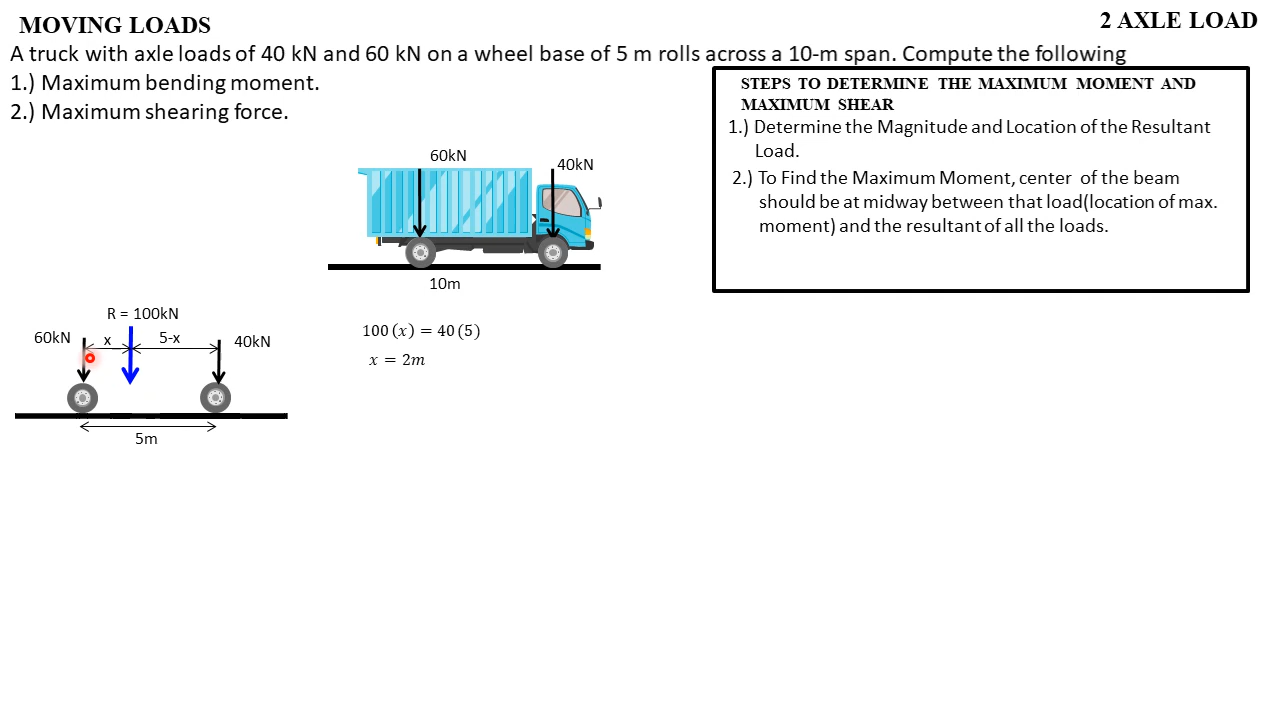 MOVING LOADS
2 AXLE LOAD
A truck with axle loads of 40 kN and 60 kN on a wheel base of 5 m rolls across a 10-m span. Compute the following
1.) Maximum bending moment.
2.) Maximum shearing force.
STEPS TO DETERMINE THE MAXIMUM MOMENT AND
MAXIMUM SHEAR
1.) Determine the Magnitude and Location of the Resultant
Load.
2.) To Find the Maximum Moment, center of the beam
should be at midway between that load(location of max.
moment) and the resultant of all the loads.
60kN
40kN
10m
R = 100kN
60kN
x
5-x
40kN
5m
100 (x) = 40 (5)
x = 2m